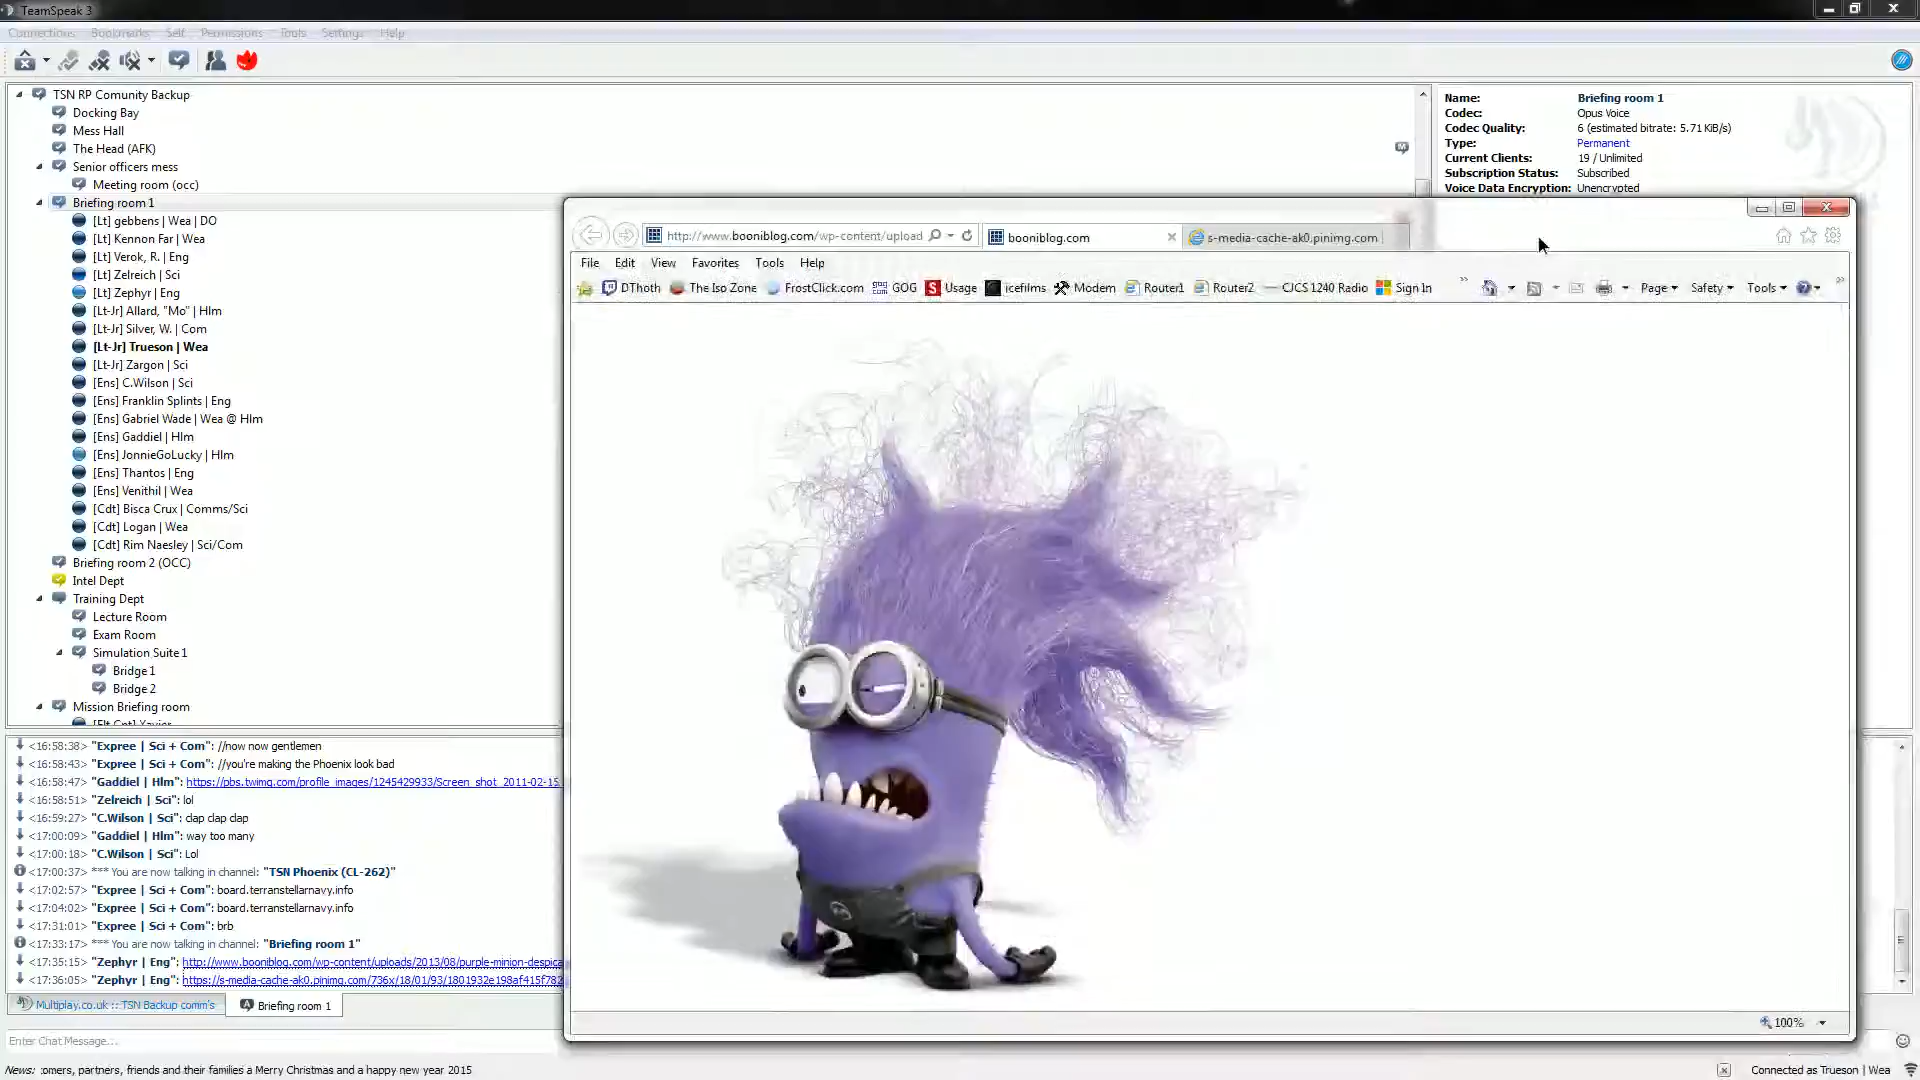 TeamSpeak 3
Connections Bookmarks Self Permissions Tools Settings Help
TSN RP Comunity Backup
Docking Bay
Mess Hall
The Head (AFK)
Senior officers mess
Meeting room (occ)
Briefing room 1
[Lt] gebbens | Wea | DO
[Lt] Kennon Far | Wea
[Lt] Verok, R. | Eng
[Lt] Zelreich | Sci
[Lt] Zephyr | Eng
[Lt-Jr] Allard, "Mo" | Hlm
[Lt-Jr] Silver, W. | Com
[Lt-Jr] Trueson | Wea
[Lt-Jr] Zargon | Sci
[Ens] C.Wilson | Sci
[Ens] Franklin Splints | Eng
[Ens] Gabriel Wade | Wea @ Hlm
[Ens] Gaddiel | Hlm
[Ens] JonnieGoLucky | Hlm
[Ens] Thantos | Eng
[Ens] Venithil | Wea
[Cdt] Bisca Crux | Comms/Sci
[Cdt] Logan | Wea
[Cdt] Rim Naesley | Sci/Com
Briefing room 2 (OCC)
Intel Dept
Training Dept
Lecture Room
Exam Room
Simulation Suite 1
Bridge 1
Bridge 2
Mission Briefing room
[Flt Cpt] Xavier
Name: Briefing room 1
Codec: Opus Voice
Codec Quality: 6 (estimated bitrate: 5.71 KiB/s)
Type: Permanent
Current Clients: 19 / Unlimited
Subscription Status: Subscribed
Voice Data Encryption: Unencrypted
http://www.booniblog.com/wp-content/upload
booniblog.com
s-media-cache-ak0.pinimg.com
File Edit View Favorites Tools Help
DThoth The Iso Zone FrostClick.com GOG Usage icefilms Modem Router1 Router2 CJCS 1240 Radio Sign In » Page Safety Tools »
100%
<16:58:38> "Expree | Sci + Com": //now now gentlemen
<16:58:43> "Expree | Sci + Com": //you're making the Phoenix look bad
<16:58:47> "Gaddiel | Hlm": https://pbs.twimg.com/profile_images/1245429933/Screen_shot_2011-02-15
<16:58:51> "Zelreich | Sci": lol
<16:59:27> "C.Wilson | Sci": clap clap clap
<17:00:09> "Gaddiel | Hlm": way too many
<17:00:18> "C.Wilson | Sci": Lol
<17:00:37> *** You are now talking in channel: "TSN Phoenix (CL-262)"
<17:02:57> "Expree | Sci + Com": board.terranstellarnavy.info
<17:04:02> "Expree | Sci + Com": board.terranstellarnavy.info
<17:31:01> "Expree | Sci + Com": brb
<17:33:17> *** You are now talking in channel: "Briefing room 1"
<17:35:15> "Zephyr | Eng": http://www.booniblog.com/wp-content/uploads/2013/08/purple-minion-despica
<17:36:05> "Zephyr | Eng": https://s-media-cache-ak0.pinimg.com/736x/18/01/93/1801932e198af415f782
Multiplay.co.uk :: TSN Backup comm's
Briefing room 1
Enter Chat Message...
News: :omers, partners, friends and their families a Merry Christmas and a happy new year 2015
Connected as Trueson | Wea